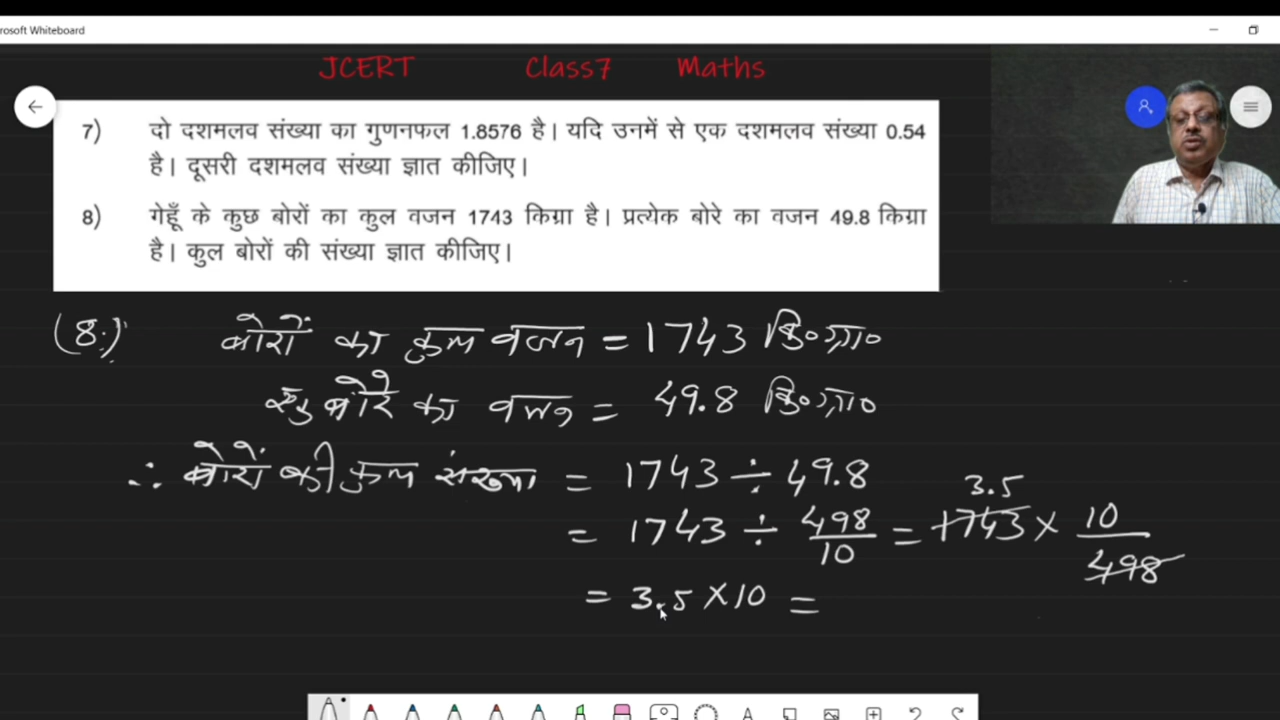 rosoft Whiteboard
JCERT Class7 Maths
7) दो दशमलव संख्या का गुणनफल 1.8576 है। यदि उनमें से एक दशमलव संख्या 0.54
है। दूसरी दशमलव संख्या ज्ञात कीजिए।
8) गेहूँ के कुछ बोरों का कुल वजन 1743 किग्रा है। प्रत्येक बोरे का वजन 49.8 किग्रा
है। कुल बोरों की संख्या ज्ञात कीजिए।
(8.) बोरों का कुल वजन = 1743 कि०ग्रा०
एक बोरे का वजन = 49.8 कि०ग्रा०
∴ बोरों की कुल संख्या = 1743 ÷ 49.8
= 1743 ÷ 498/10 = 1743 × 10/498
3.5
= 3.5 × 10 =